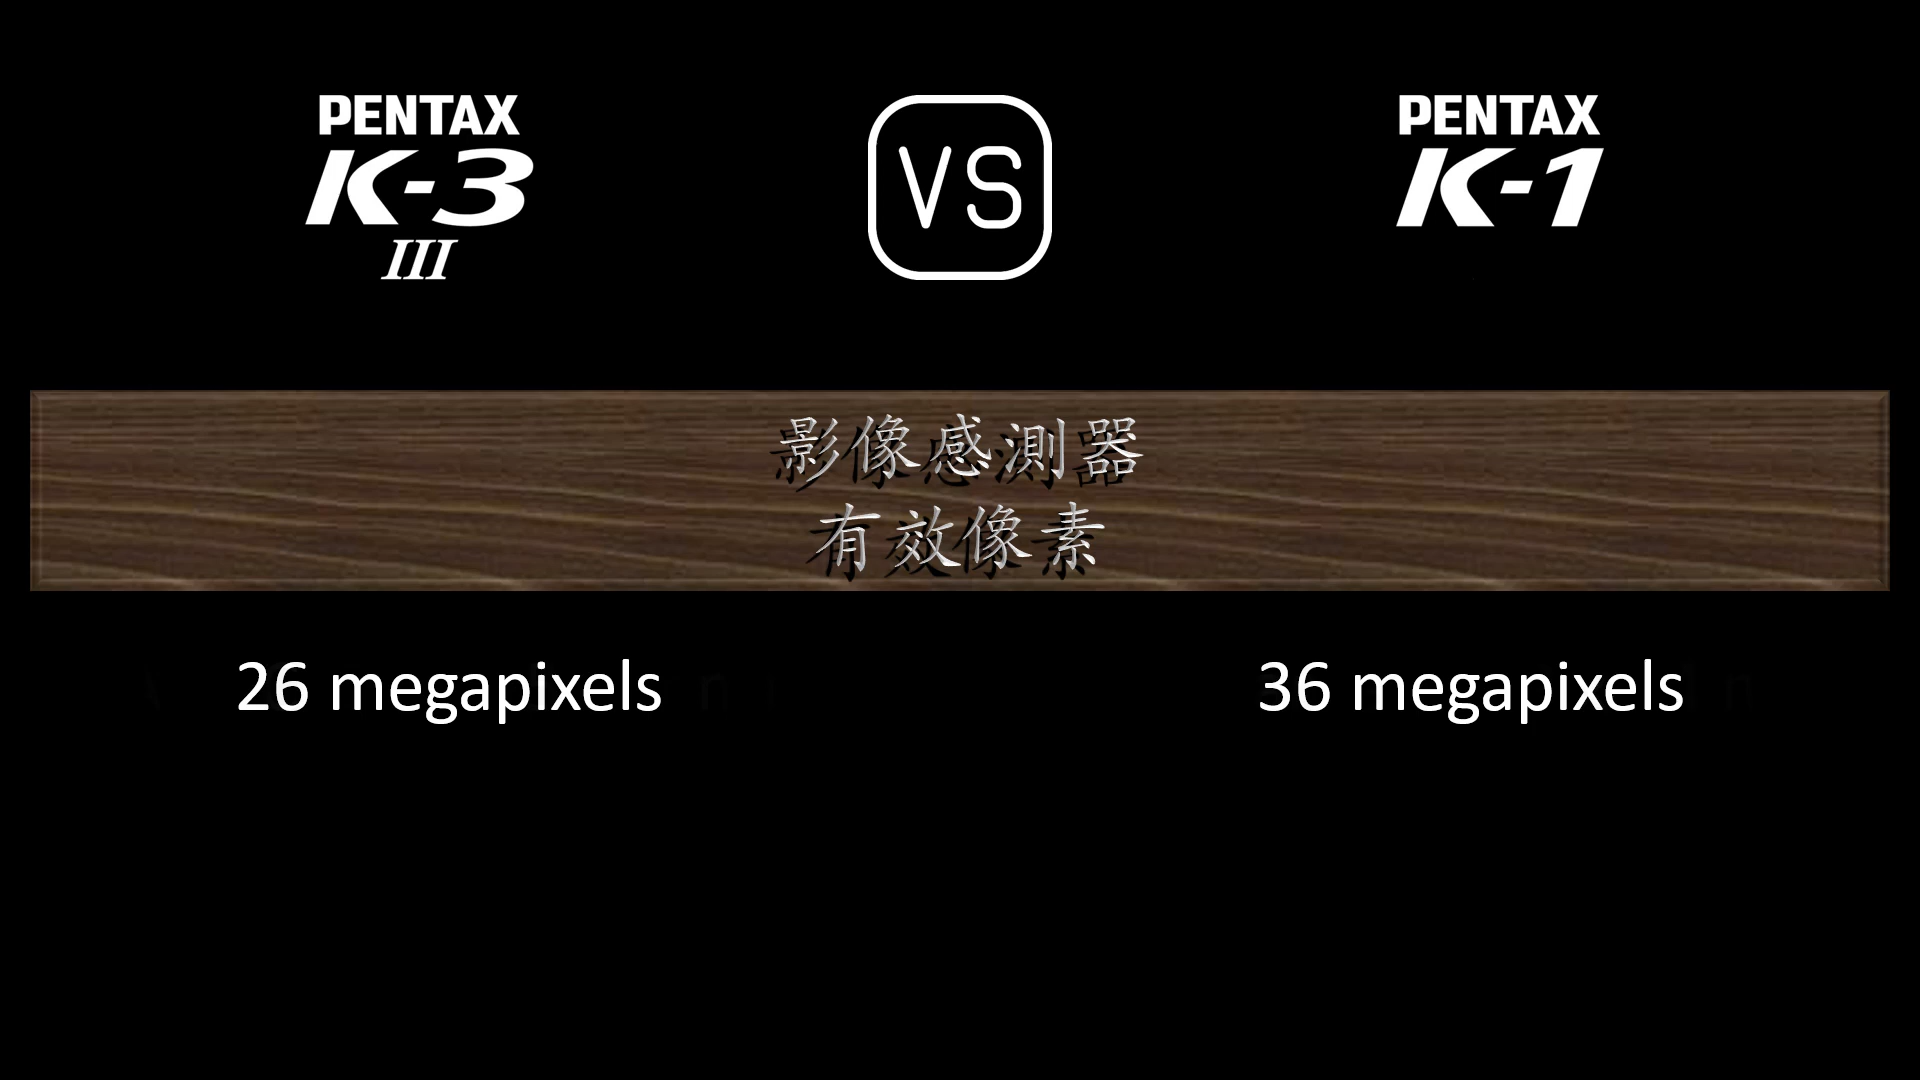 PENTAX
K-3
III
VS
PENTAX
K-1
影像感測器
有效像素
26 megapixels
36 megapixels